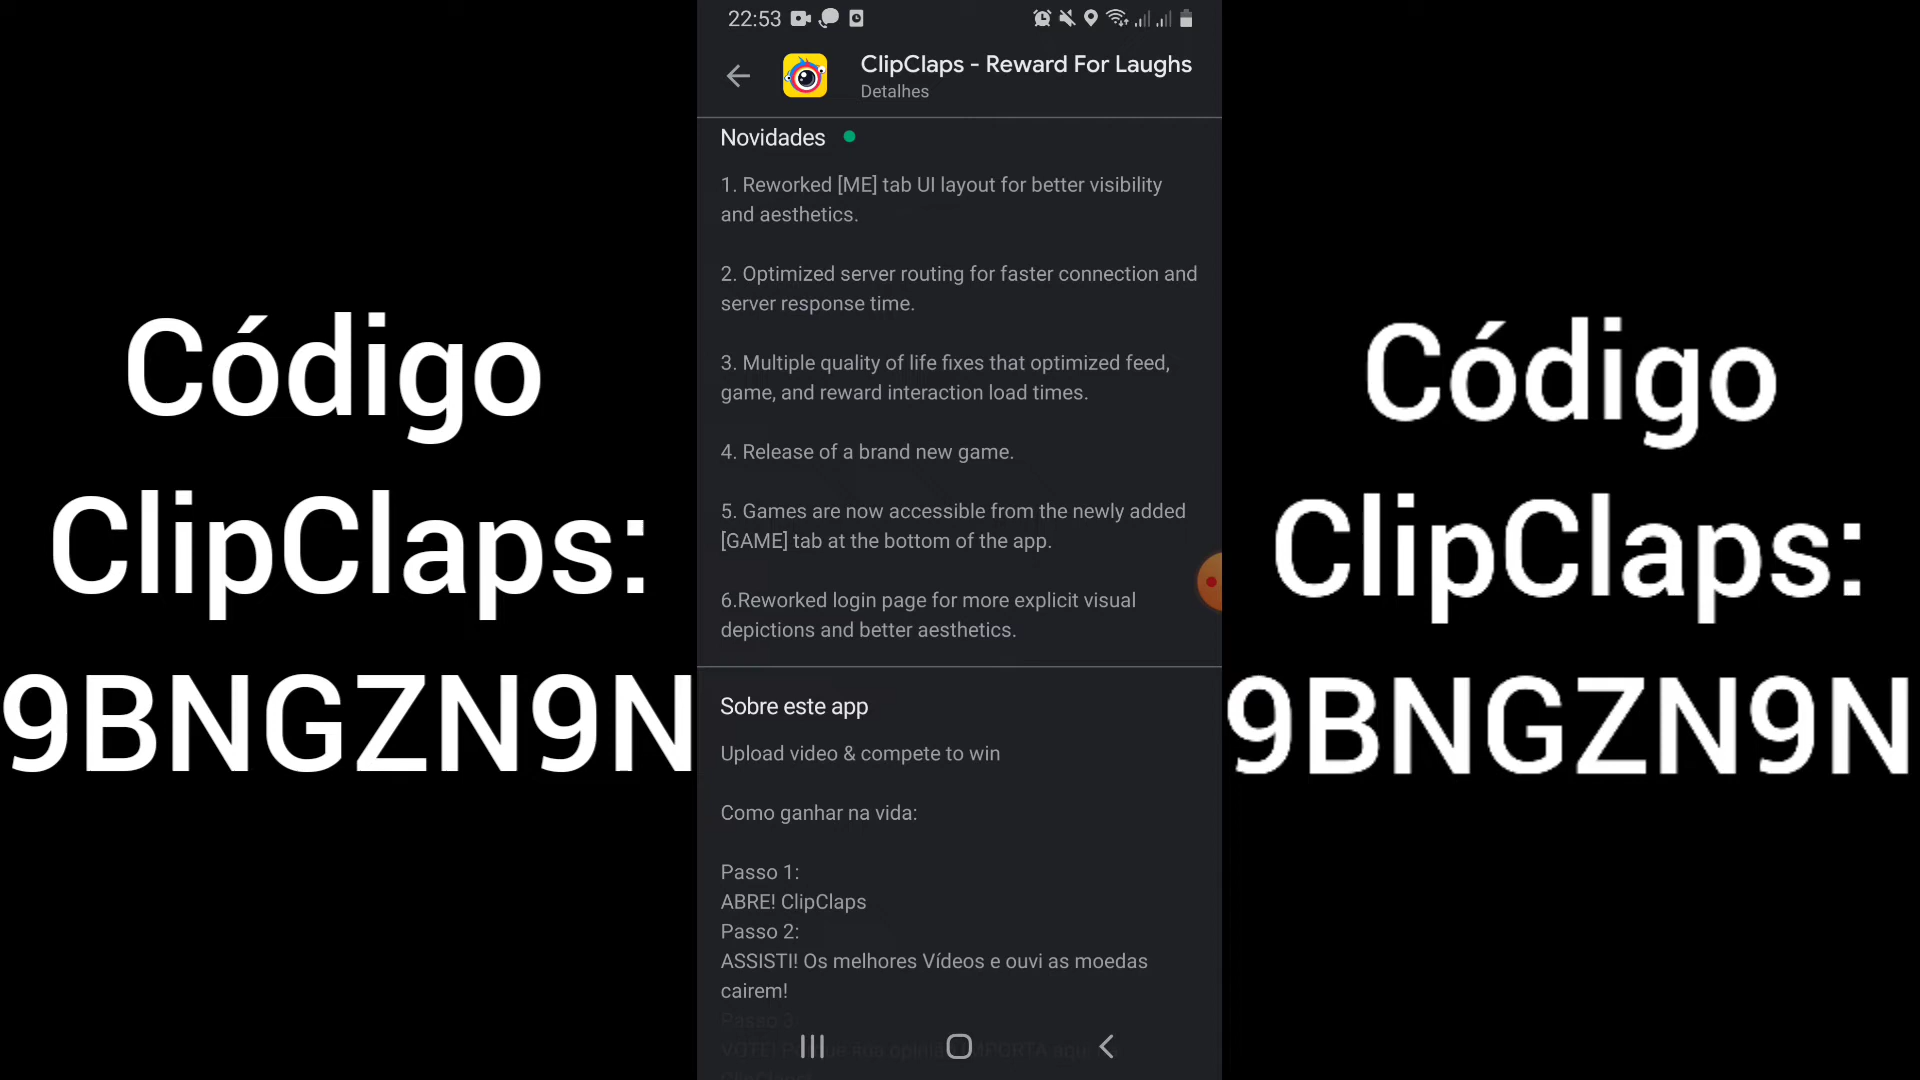 22:53
ClipClaps - Reward For Laughs
Detalhes
Novidades
1. Reworked [ME] tab UI layout for better visibility
and aesthetics.
2. Optimized server routing for faster connection and
server response time.
3. Multiple quality of life fixes that optimized feed,
game, and reward interaction load times.
4. Release of a brand new game.
5. Games are now accessible from the newly added
[GAME] tab at the bottom of the app.
6.Reworked login page for more explicit visual
depictions and better aesthetics.
Sobre este app
Upload video & compete to win
Como ganhar na vida:
Passo 1:
ABRE! ClipClaps
Passo 2:
ASSISTI! Os melhores Vídeos e ouvi as moedas
cairem!
Passo 3
Código
ClipClaps:
9BNGZN9N
Código
ClipClaps:
9BNGZN9N